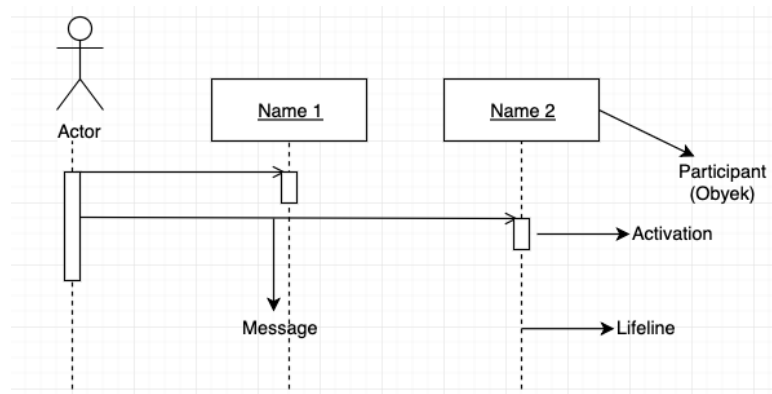 Actor
Name 1
Name 2
Participant
(Obyek)
Activation
Message
Lifeline